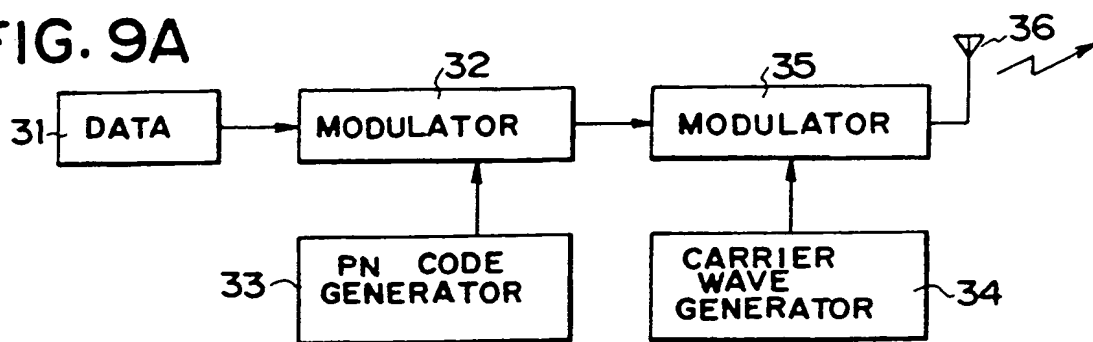 FIG. 9A
36
32
35
31
DATA
MODULATOR
MODULATOR
33
PN CODE
GENERATOR
CARRIER
WAVE
GENERATOR
34